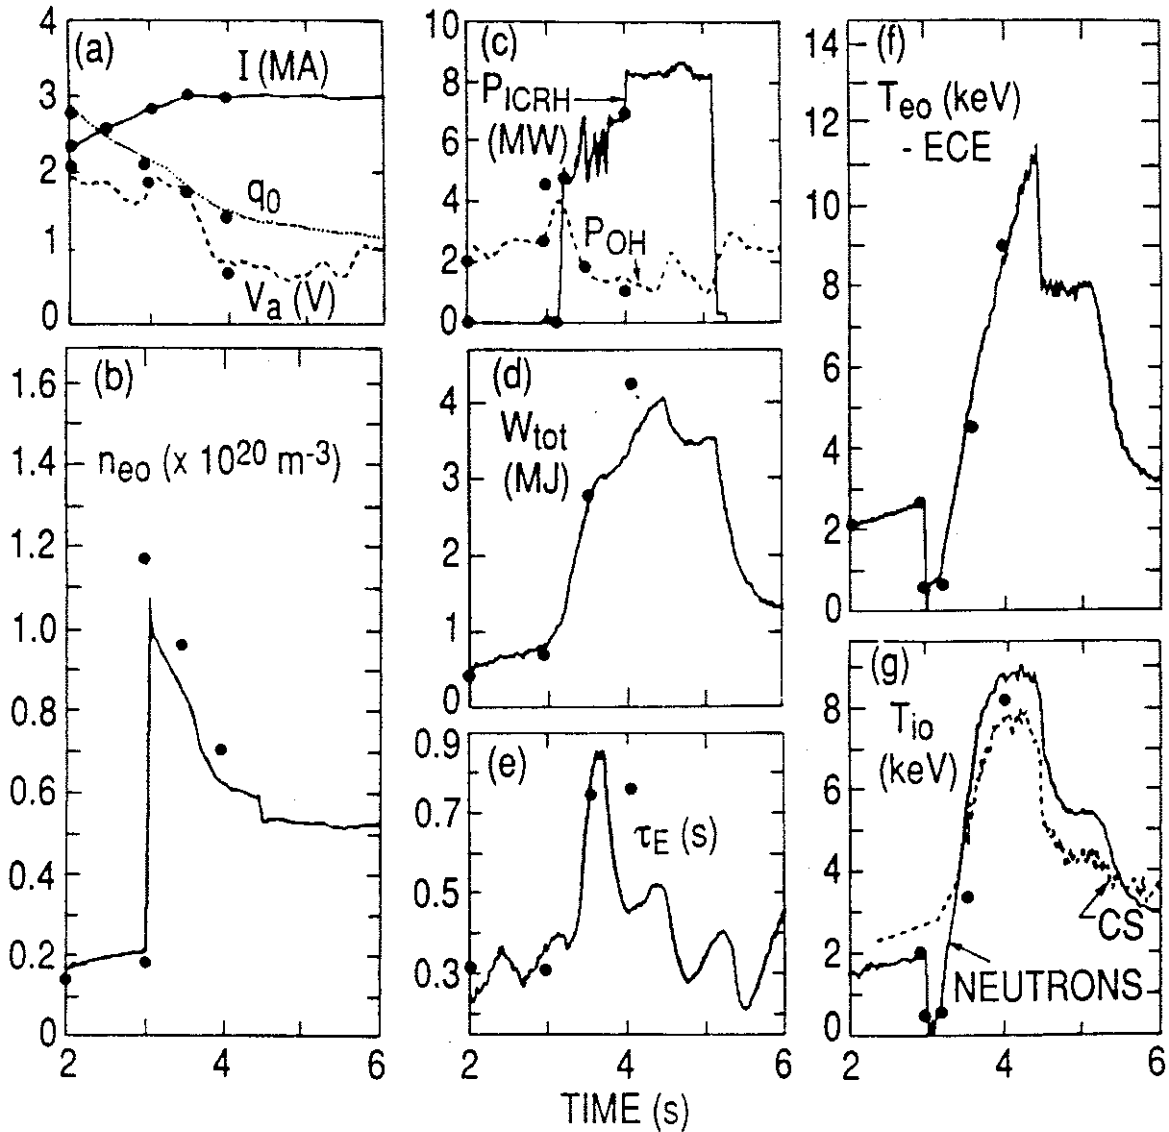 (a)
I (MA)
q0
Va (V)
4
3
2
1
0
(b)
neo (x 10^20 m-3)
1.6
1.4
1.2
1.0
0.8
0.6
0.4
0.2
0
2
4
6
(c)
PICRH
(MW)
POH
10
8
6
4
2
0
(d)
Wtot
(MJ)
4
3
2
1
0
(e)
τE (s)
0.9
0.7
0.5
0.3
2
4
6
TIME (s)
(f)
Teo (keV)
- ECE
14
12
10
8
6
4
2
0
(g)
Tio
(keV)
CS
NEUTRONS
8
6
4
2
0
2
4
6